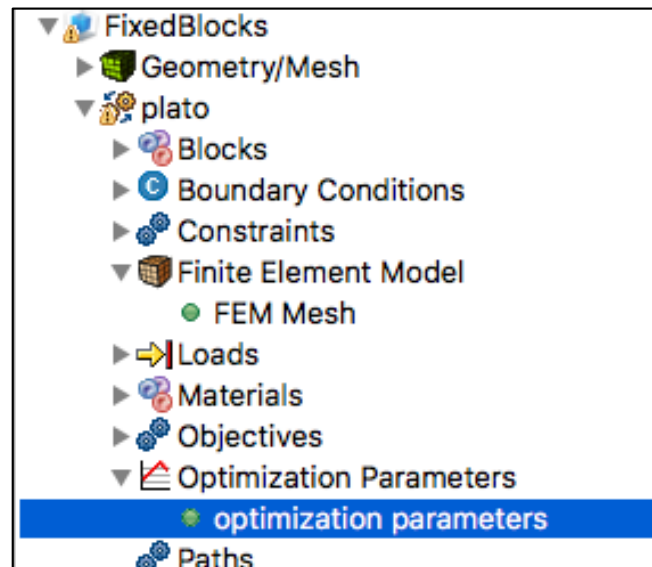 FixedBlocks
Geometry/Mesh
plato
Blocks
C Boundary Conditions
Constraints
Finite Element Model
FEM Mesh
Loads
Materials
Objectives
Optimization Parameters
optimization parameters
Paths